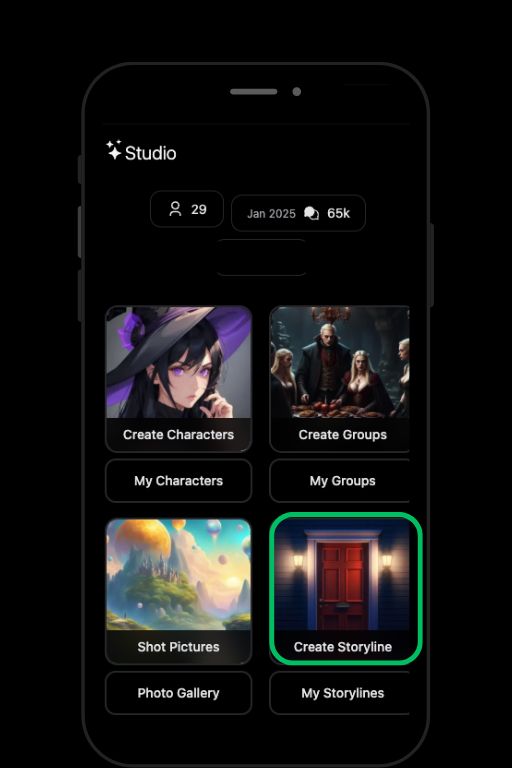 Studio
29
Jan 2025 65k
Create Characters
Create Groups
My Characters
My Groups
Shot Pictures
Create Storyline
Photo Gallery
My Storylines